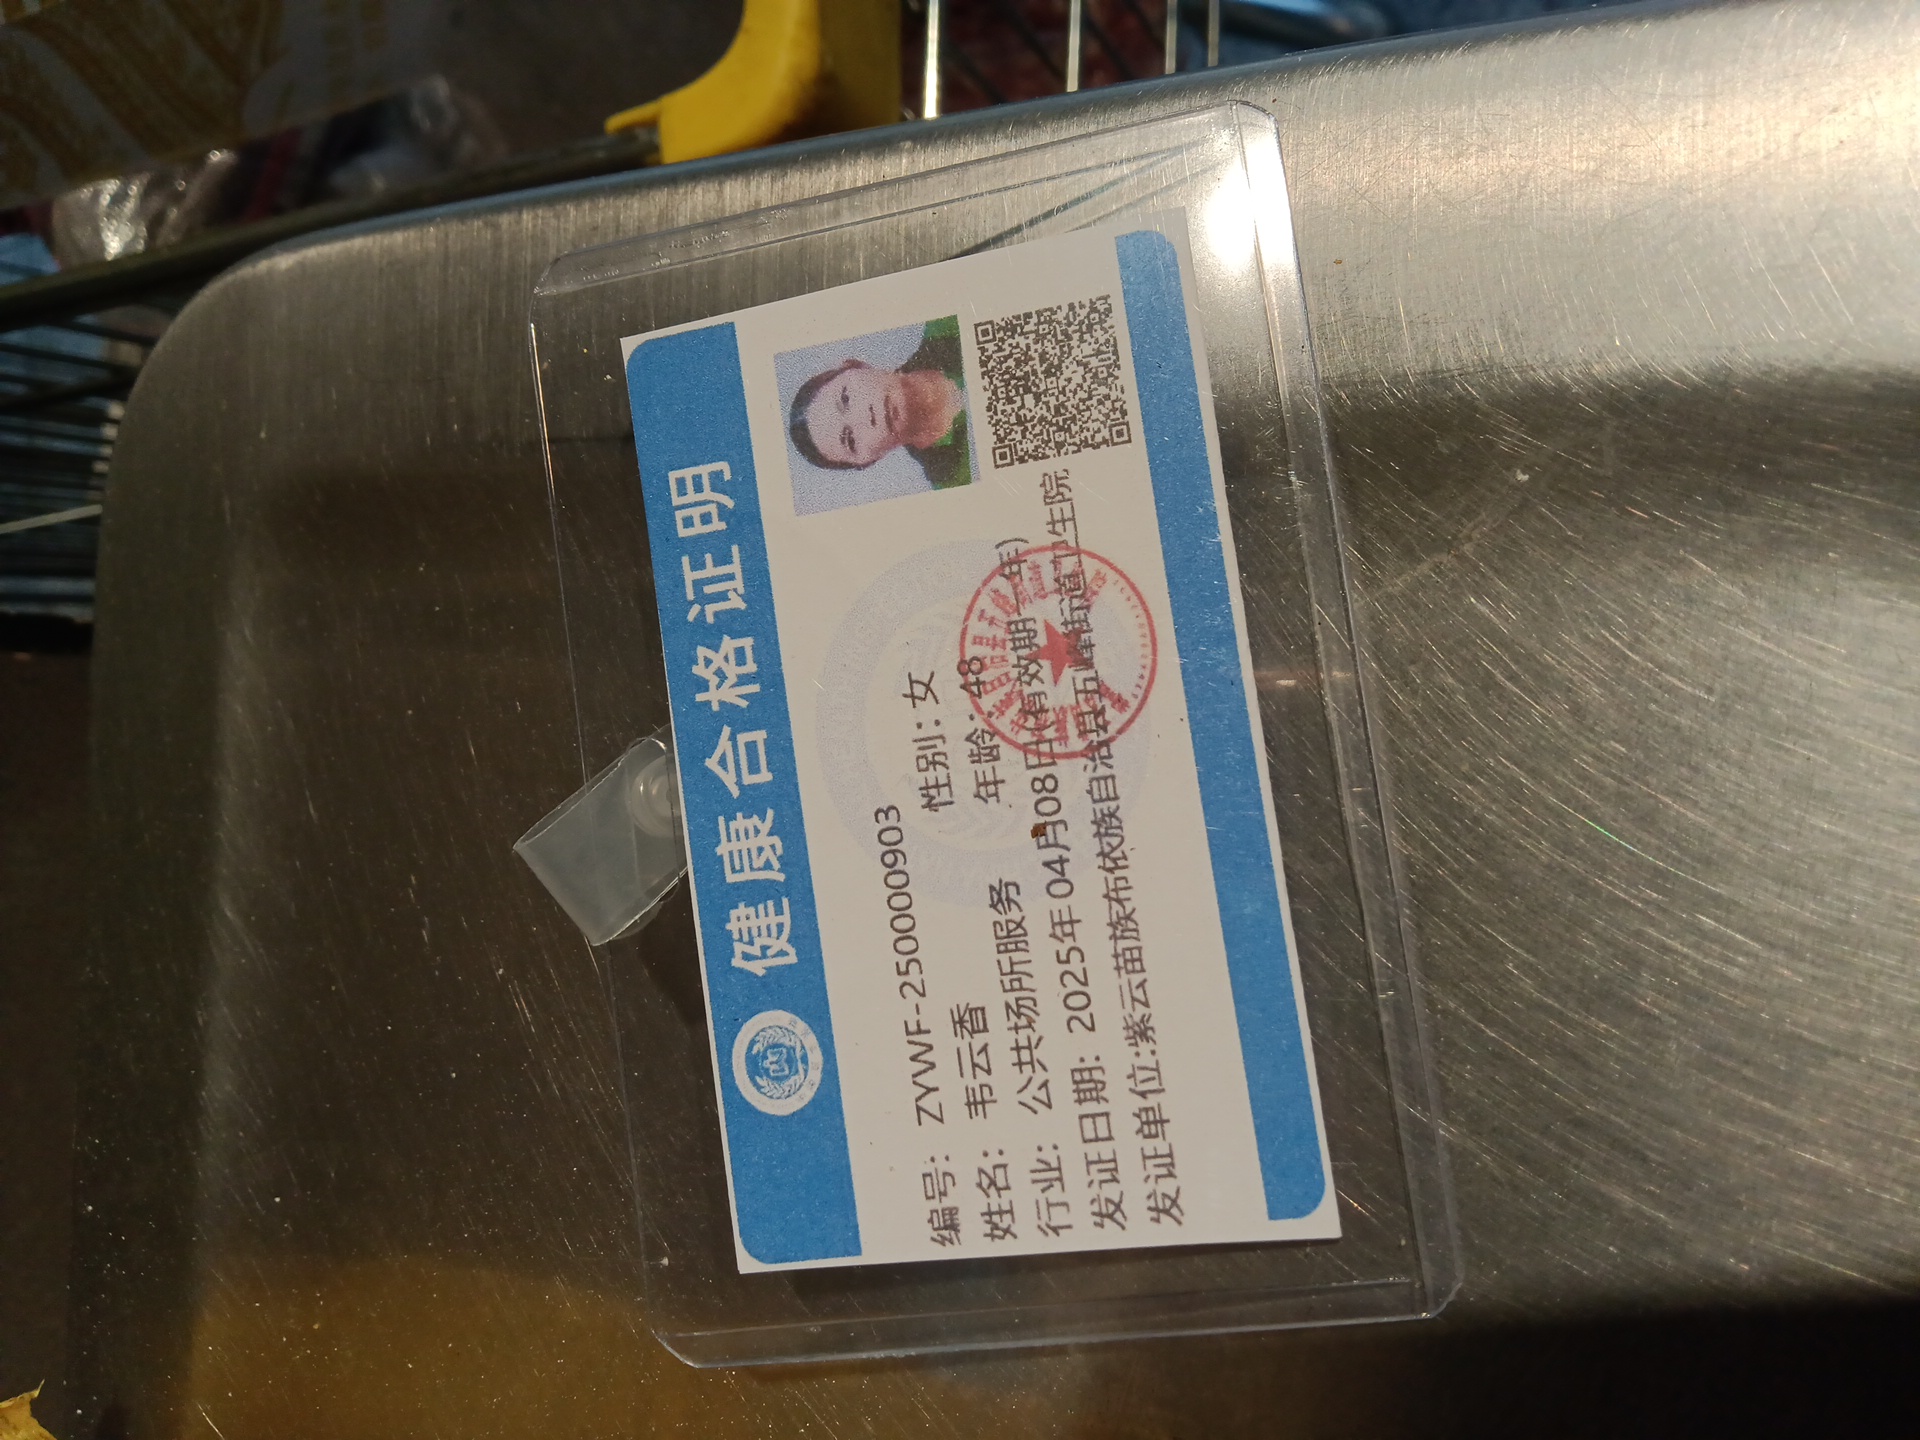 健康合格证明
编号： ZYWF-250000903
姓名： 韦云香 性别：女
行业： 公共场所服务 年龄：48
发证日期： 2025年04月08日(有效期一年)
发证单位:紫云苗族布依族自治县五峰街道卫生院